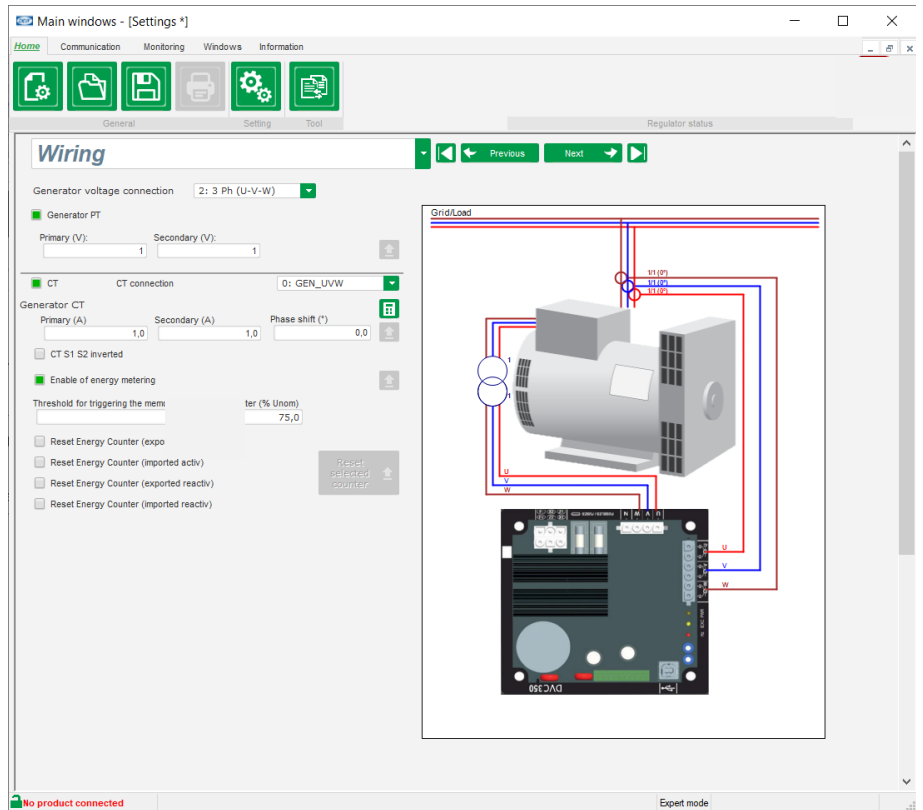 Main windows - [Settings *]
Home Communication Monitoring Windows Information
General Setting Tool Regulator status
Wiring Previous Next
Generator voltage connection 2: 3 Ph (U-V-W)
Generator PT
Primary (V): Secondary (V):
1 1
CT CT connection 0: GEN_UVW
Generator CT
Primary (A) Secondary (A) Phase shift (°)
1,0 1,0 0,0
CT S1 S2 inverted
Enable of energy metering
Threshold for triggering the memo ter (% Unom)
75,0
Reset Energy Counter (expo
Reset Energy Counter (imported activ)
Reset Energy Counter (exported reactiv)
Reset Energy Counter (imported reactiv)
Reset
selected
counter
Grid/Load
1/1 (0°)
1/1 (0°)
1/1 (0°)
1
1
U
V
W
N W V U
U
V
W
DVC350
No product connected Expert mode